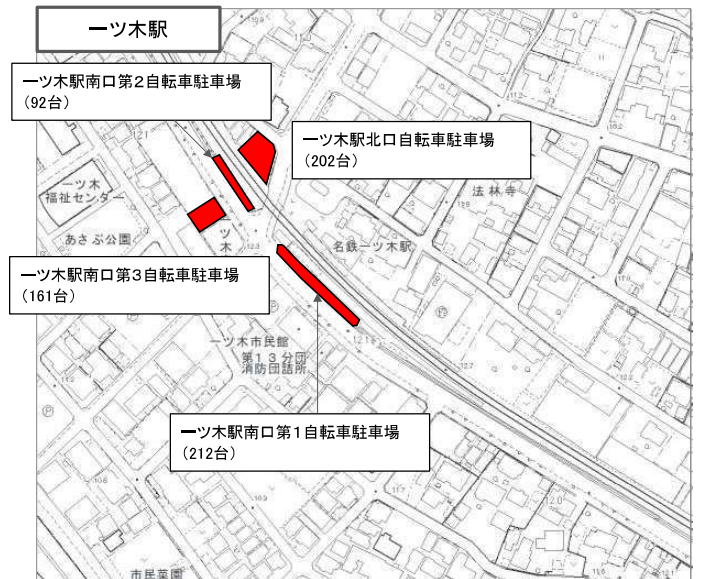 一ツ木駅
一ツ木駅南口第2自転車駐車場
(92台)
一ツ木駅北口自転車駐車場
(202台)
一ツ木
福祉センター
法林寺
あさぶ公園
一ツ木
名鉄一ツ木駅
一ツ木駅南口第3自転車駐車場
(161台)
一ツ木市民館
第13分団
消防団詰所
一ツ木駅南口第1自転車駐車場
(212台)
市民菜園